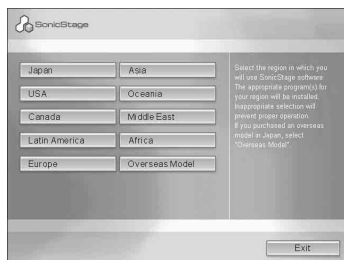 SonicStage
Japan
Asia
USA
Oceania
Canada
Middle East
Latin America
Africa
Europe
Overseas Model
Select the region in which you
will use SonicStage software
The appropriate program(s) for
your region will be installed.
Inappropriate selection will
prevent proper operation.
If you purchased an overseas
model in Japan, select
"Overseas Model".
Exit